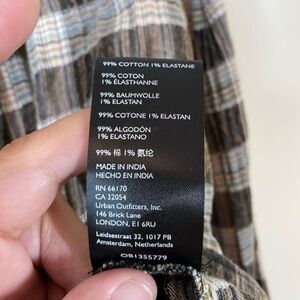 99% COTTON 1% ELASTANE
99% COTON
1% ÉLASTHANNE
99% BAUMWOLLE
1% ELASTAN
99% COTONE 1% ELASTAN
99% ALGODÓN
1% ELASTANO
99% 棉 1% 氨纶
MADE IN INDIA
HECHO EN INDIA
RN 66170
CA 32054
Urban Outfitters, Inc.
146 Brick Lane
LONDON, E1 6RU
Leidsestraat 32, 1017 PB
Amsterdam, Netherlands
OB1355779